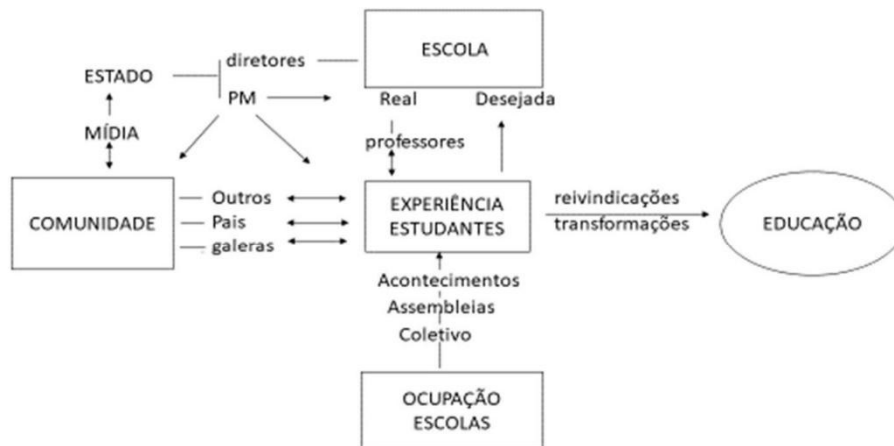 ESCOLA
diretores
ESTADO
PM
Real
Desejada
MÍDIA
professores
COMUNIDADE
Outros
Pais
galeras
EXPERIÊNCIA
ESTUDANTES
reivindicações
transformações
EDUCAÇÃO
Acontecimentos
Assembleias
Coletivo
OCUPAÇÃO
ESCOLAS